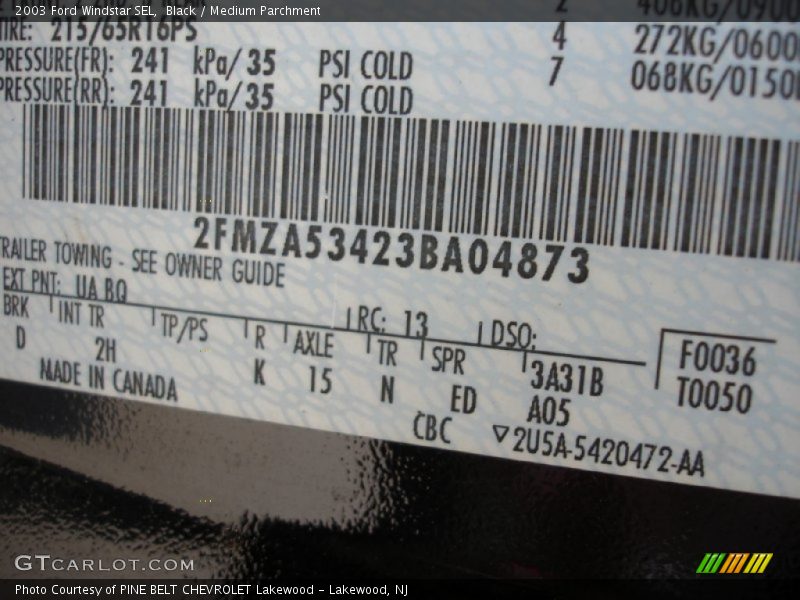 2003 Ford Windstar SEL, Black / Medium Parchment
TIRE: 215/65R16PS
4 272KG/0600
PRESSURE(FR): 241 kPa/ 35 PSI COLD
7 068KG/0150
PRESSURE(RR): 241 kPa/ 35 PSI COLD
2FMZA53423BA04873
TRAILER TOWING - SEE OWNER GUIDE
EXT PNT: UA BQ
RC: 13 DSO:
BRK INT TR TP/PS R AXLE TR SPR
D 2H K 15 N ED
3A31B
A05
F0036
T0050
MADE IN CANADA
CBC ▽2U5A-5420472-AA
GTCARLOT.COM
Photo Courtesy of PINE BELT CHEVROLET Lakewood - Lakewood, NJ